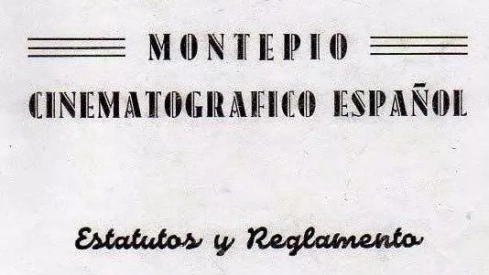 MONTEPIO
CINEMATOGRAFICO ESPAÑOL
Estatutos y Reglamento